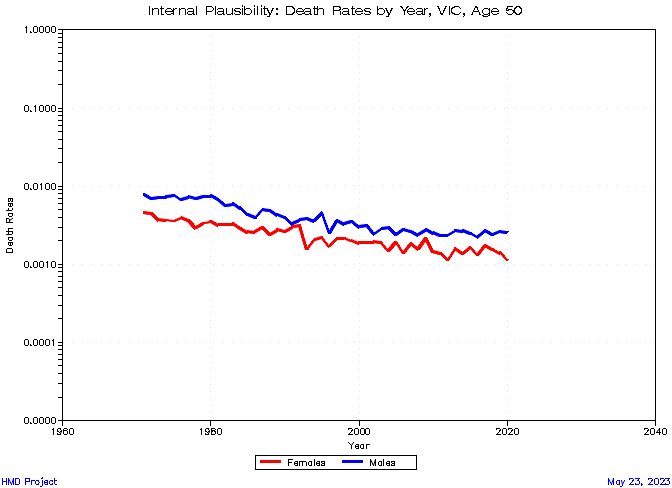 Internal Plausibility: Death Rates by Year, VIC, Age 50
1.0000
0.1000
0.0100
0.0010
0.0001
0.0000
Death Rates
1960
1980
2000
2020
2040
Year
Females
Males
HMD Project
May 23, 2023